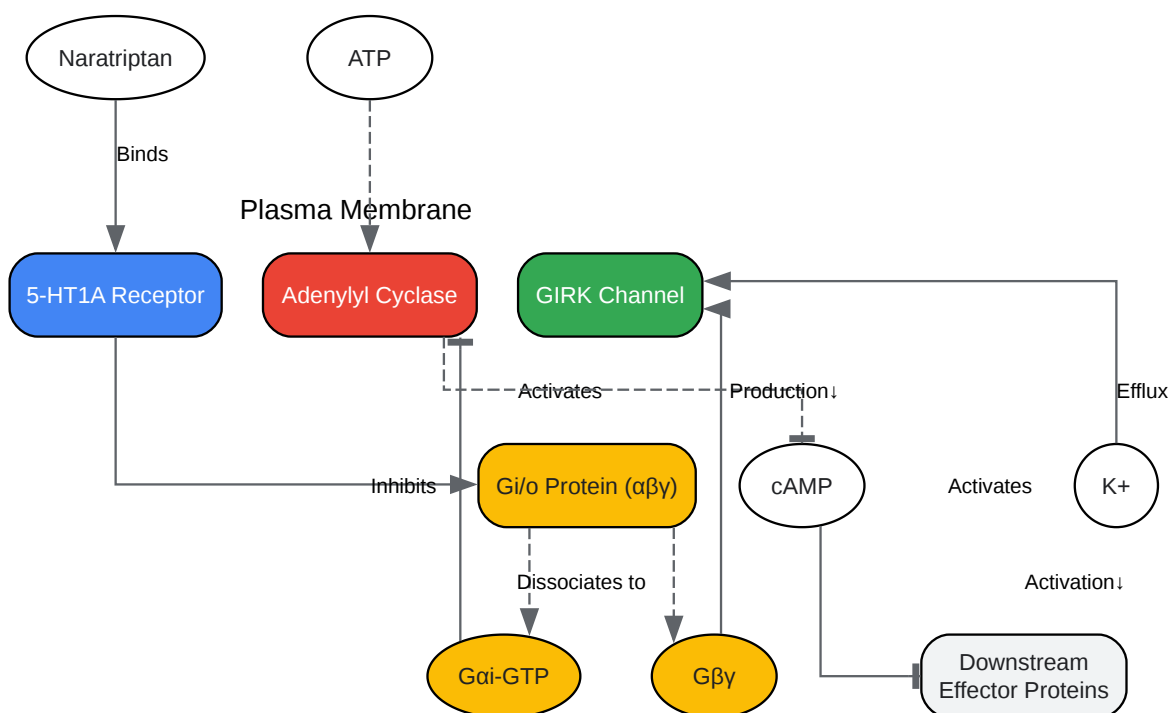 Naratriptan
ATP
Binds
Plasma Membrane
5-HT1A Receptor
Adenylyl Cyclase
GIRK Channel
Activates
Production↓
Efflux
Inhibits
Gi/o Protein (αβγ)
cAMP
Activates
K+
Dissociates to
Activation↓
Gαi-GTP
Gβγ
Downstream
Effector Proteins